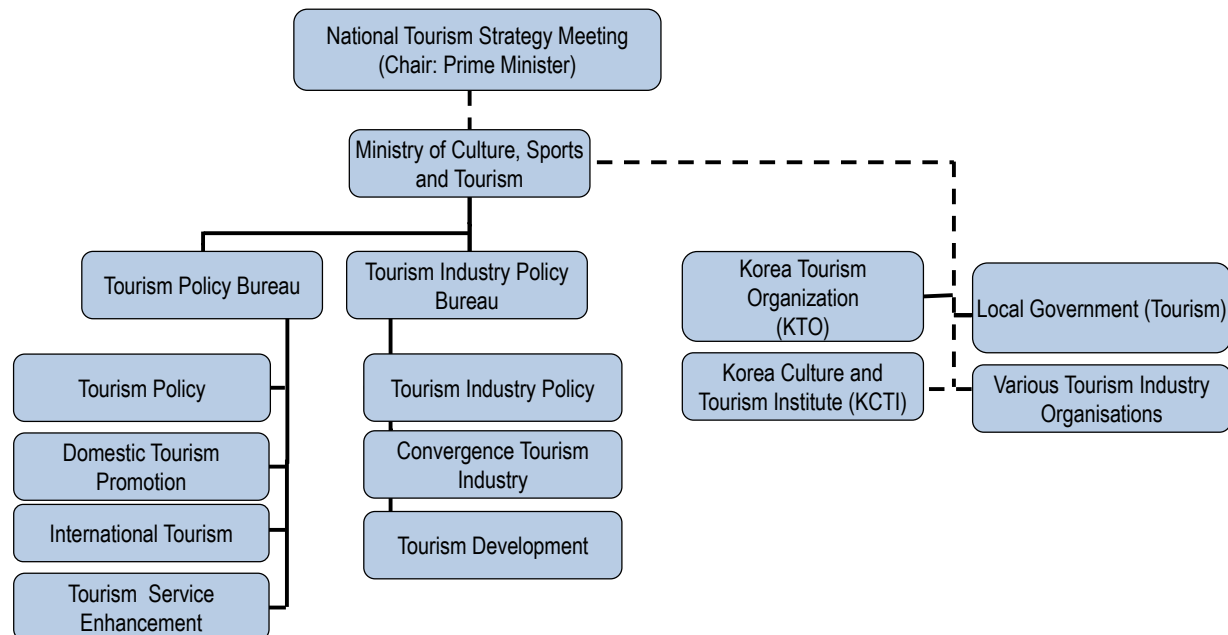 National Tourism Strategy Meeting
(Chair: Prime Minister)
Ministry of Culture, Sports
and Tourism
Tourism Policy Bureau
Tourism Industry Policy
Bureau
Korea Tourism
Organization
(KTO)
Local Government (Tourism)
Tourism Policy
Tourism Industry Policy
Korea Culture and
Tourism Institute (KCTI)
Various Tourism Industry
Organisations
Domestic Tourism
Promotion
Convergence Tourism
Industry
International Tourism
Tourism Development
Tourism Service
Enhancement